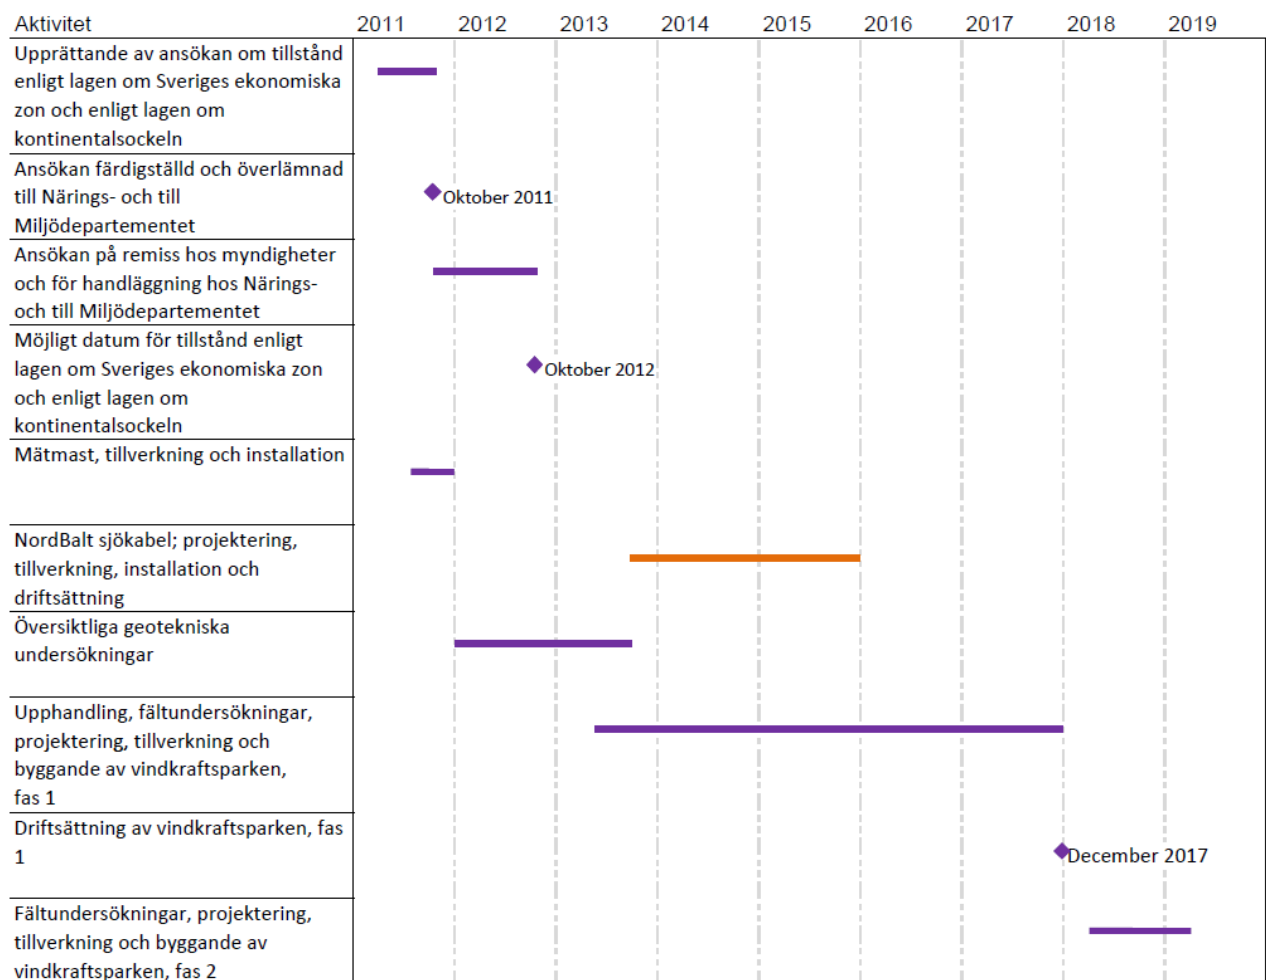 Aktivitet 2011 2012 2013 2014 2015 2016 2017 2018 2019
Upprättande av ansökan om tillstånd
enligt lagen om Sveriges ekonomiska
zon och enligt lagen om
kontinentalsockeln
Ansökan färdigställd och överlämnad
till Närings- och till
Miljödepartementet
Oktober 2011
Ansökan på remiss hos myndigheter
och för handläggning hos Närings-
och till Miljödepartementet
Möjligt datum för tillstånd enligt
lagen om Sveriges ekonomiska zon
och enligt lagen om
kontinentalsockeln
Oktober 2012
Mätmast, tillverkning och installation
NordBalt sjökabel; projektering,
tillverkning, installation och
driftsättning
Översiktliga geotekniska
undersökningar
Upphandling, fältundersökningar,
projektering, tillverkning och
byggande av vindkraftsparken,
fas 1
Driftsättning av vindkraftsparken, fas
1
December 2017
Fältundersökningar, projektering,
tillverkning och byggande av
vindkraftsparken, fas 2